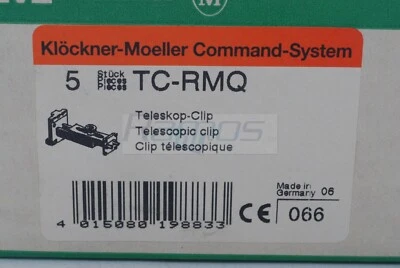 M
Klöckner-Moeller Command-System
5 Stück Pieces Pièces TC-RMQ
Teleskop-Clip
Telescopic clip
Clip télescopique
Made in Germany 06
4 015080 198833
CE 066